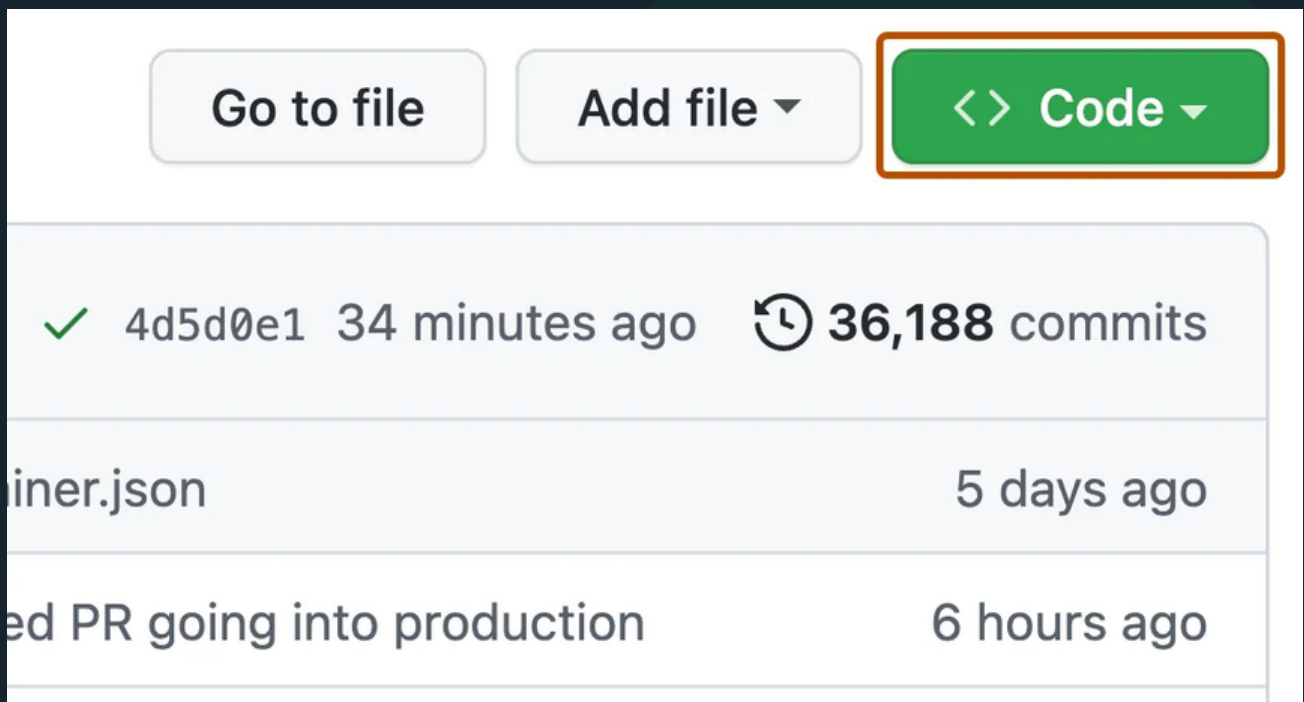 Go to file Add file <> Code
4d5d0e1 34 minutes ago 36,188 commits
iner.json 5 days ago
ed PR going into production 6 hours ago